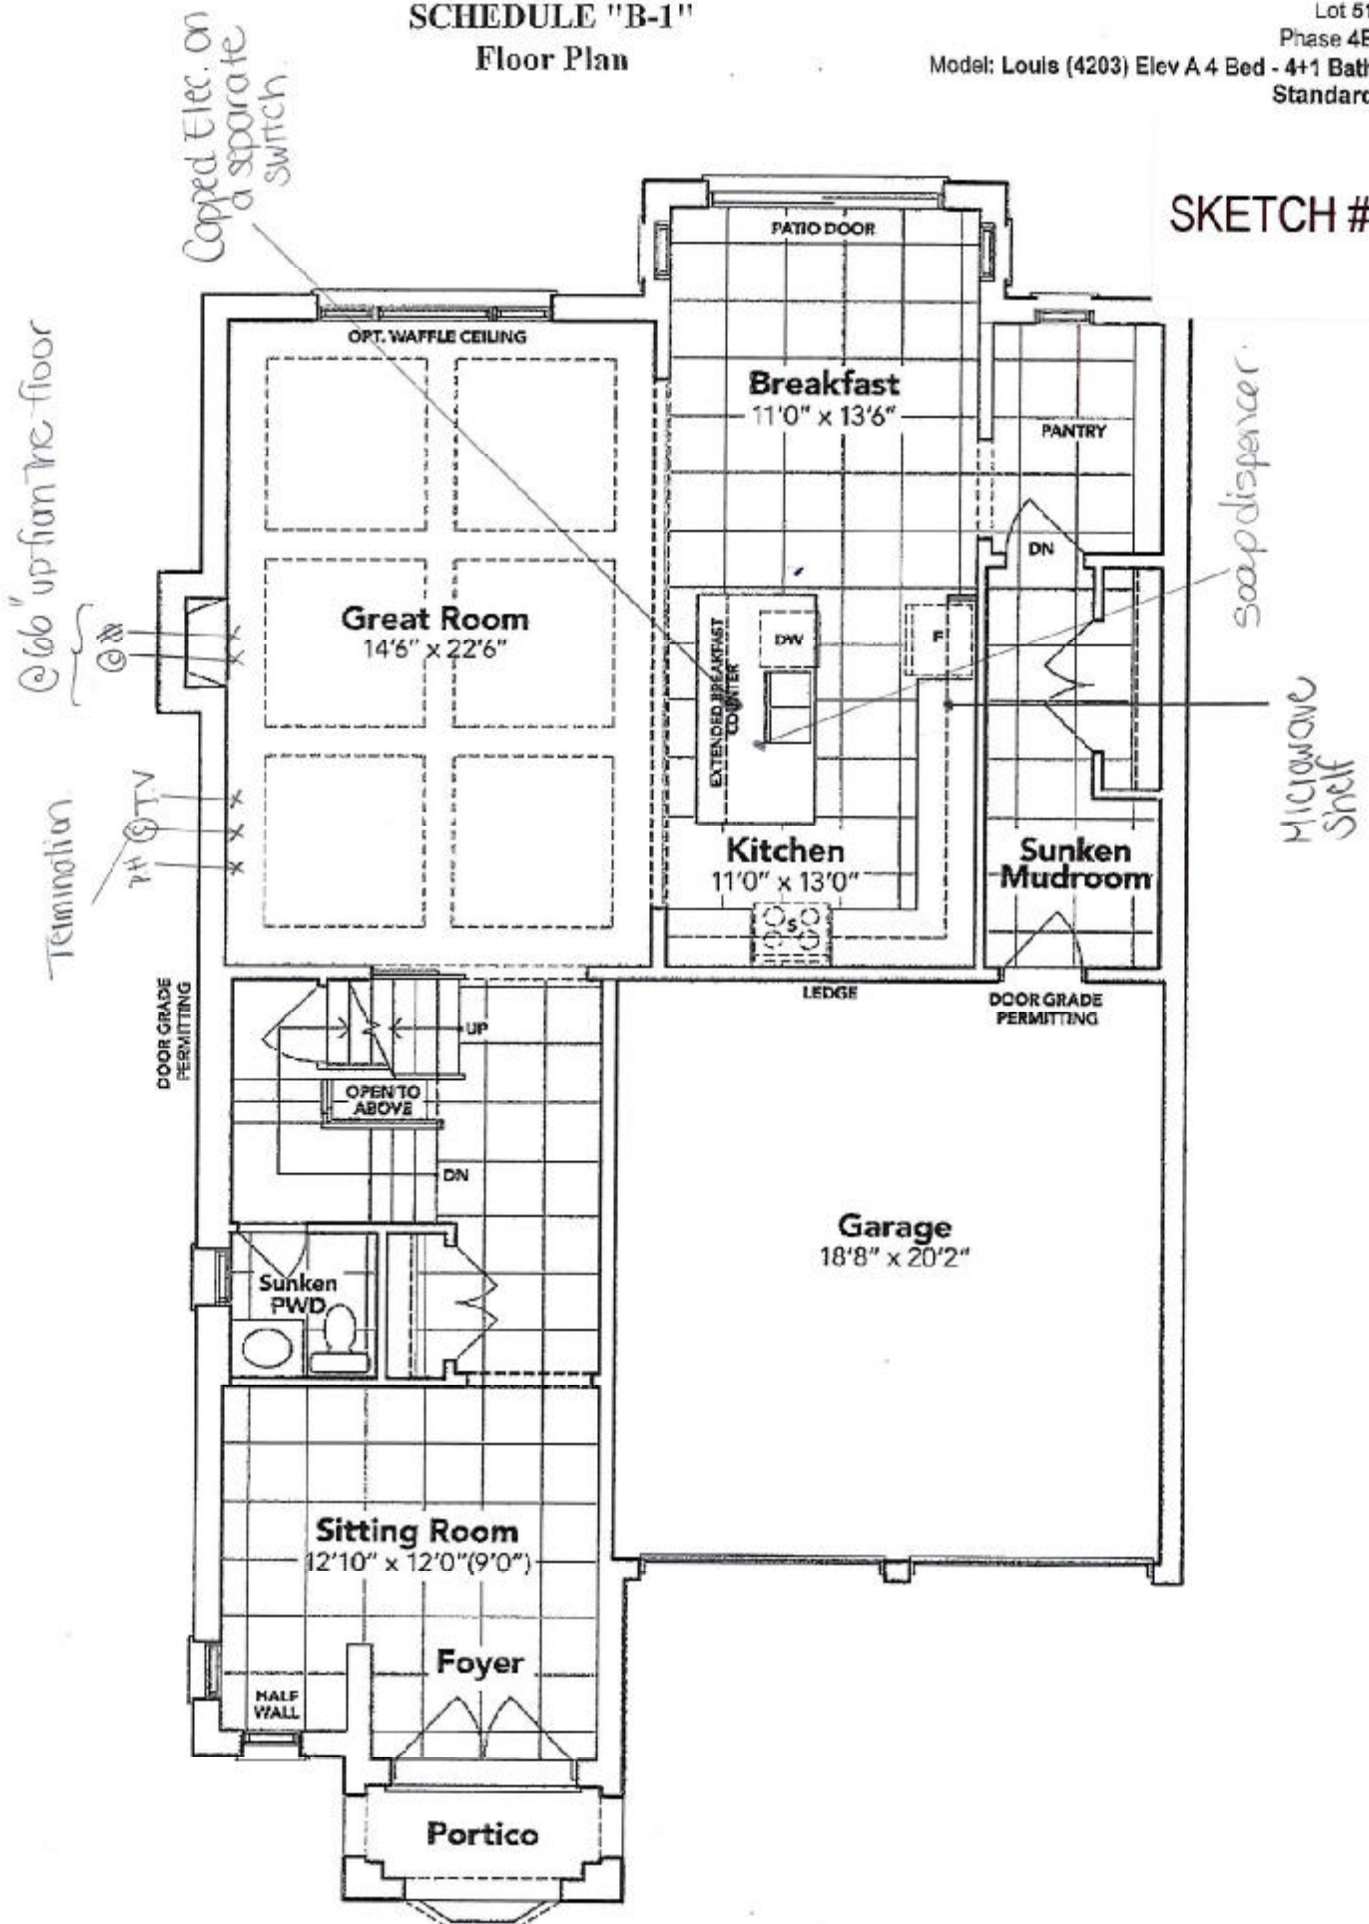 SCHEDULE "B-1"
Floor Plan
Lot 51
Phase 4E
Model: Louis (4203) Elev A 4 Bed - 4+1 Bath
Standard
SKETCH #
Capped Elec. on
a separate
switch.
@ 66" up from the floor
Termination
PH © T.V
soap dispencer.
Microwave
Shelf
PATIO DOOR
OPT. WAFFLE CEILING
Breakfast
11'0" x 13'6"
PANTRY
DN
Great Room
14'6" x 22'6"
EXTENDED BREAKFAST
COUNTER
DW
F
Kitchen
11'0" x 13'0"
S
Sunken
Mudroom
LEDGE
DOOR GRADE
PERMITTING
DOOR GRADE
PERMITTING
UP
OPEN TO
ABOVE
DN
Garage
18'8" x 20'2"
Sunken
PWD
Sitting Room
12'10" x 12'0"(9'0")
Foyer
HALF
WALL
Portico